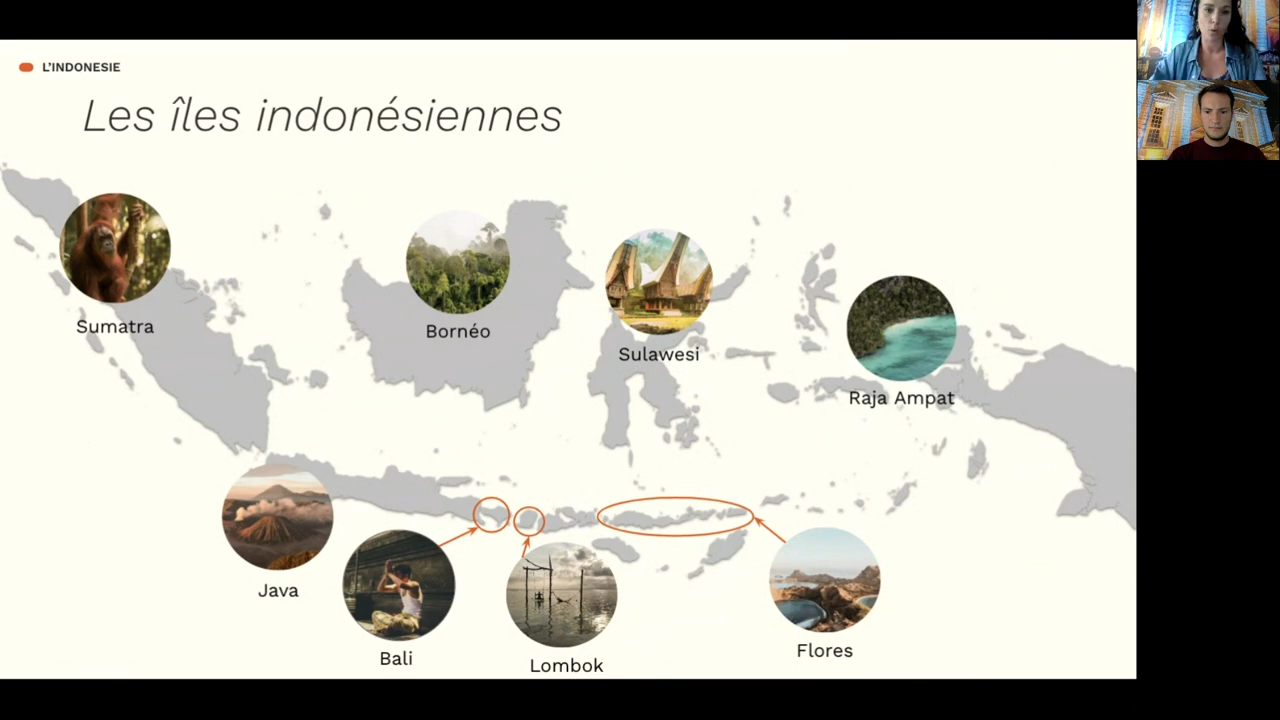 L'INDONESIE
Les îles indonésiennes
Sumatra
Bornéo
Sulawesi
Raja Ampat
Java
Bali
Lombok
Flores